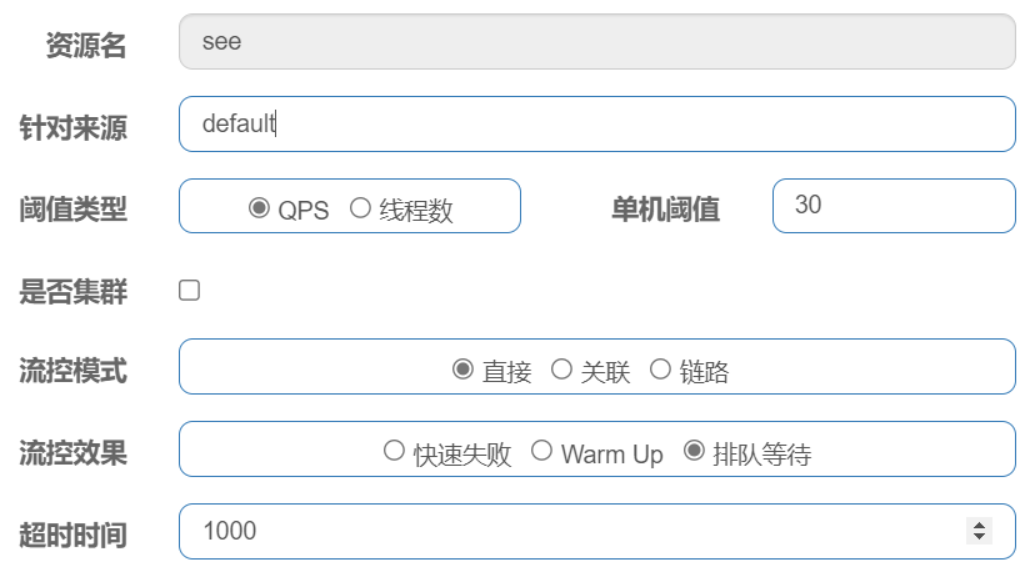 资源名 see
针对来源 default
阈值类型 QPS 线程数 单机阈值 30
是否集群
流控模式 直接 关联 链路
流控效果 快速失败 Warm Up 排队等待
超时时间 1000